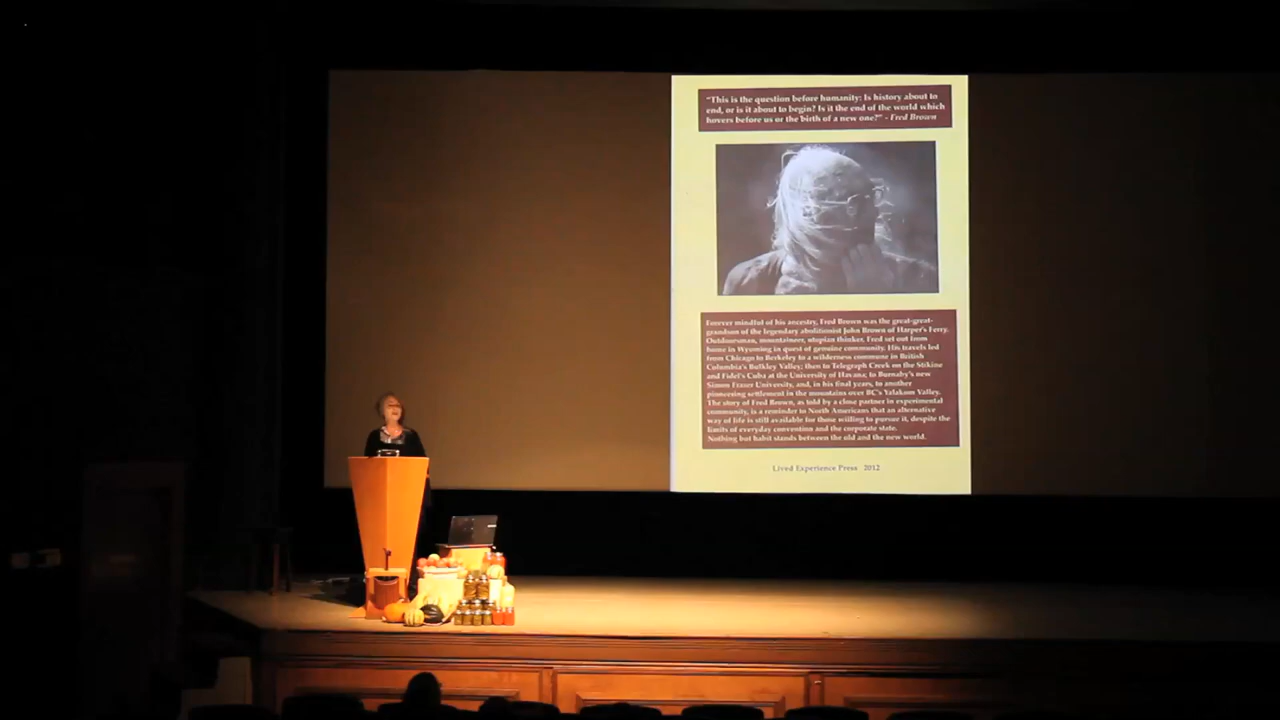 "This is the question before humanity: Is history about to
end, or is it about to begin? Is it the end of the world which
hovers before us or the birth of a new one?" - Fred Brown
Forever mindful of his ancestry, Fred Brown was the great-great-
grandson of the legendary abolitionist John Brown of Harper's Ferry.
Outdoorsman, mountaineer, utopian thinker, Fred set out from
home in Wyoming in quest of genuine community. His travels led
from Chicago to Berkeley to a wilderness commune in British
Columbia's Bulkley Valley; then to Telegraph Creek on the Stikine
and Fidel's Cuba at the University of Havana; to Burnaby's new
Simon Fraser University, and, in his final years, to another
pioneering settlement in the mountains over BC's Yalakom Valley.
The story of Fred Brown, as told by a close partner in experimental
community, is a reminder to North Americans that an alternative
way of life is still available for those willing to pursue it, despite the
limits of everyday convention and the corporate state.
Nothing but habit stands between the old and the new world.
Lived Experience Press 2012